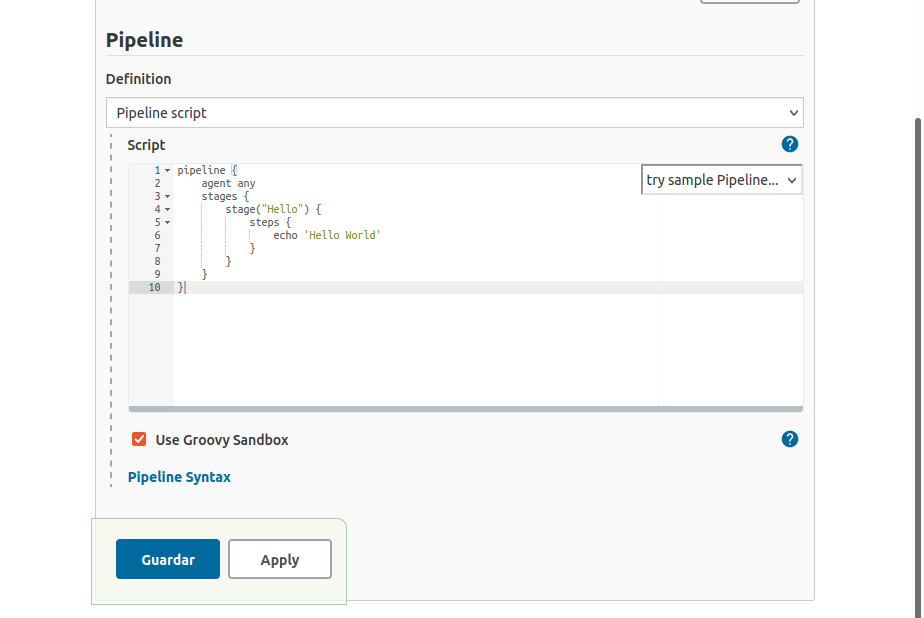 Pipeline
Definition
Pipeline script
Script
?
try sample Pipeline...
1 pipeline {
2     agent any
3     stages {
4         stage("Hello") {
5             steps {
6                 echo 'Hello World'
7             }
8         }
9     }
10 }
Use Groovy Sandbox
?
Pipeline Syntax
Guardar
Apply